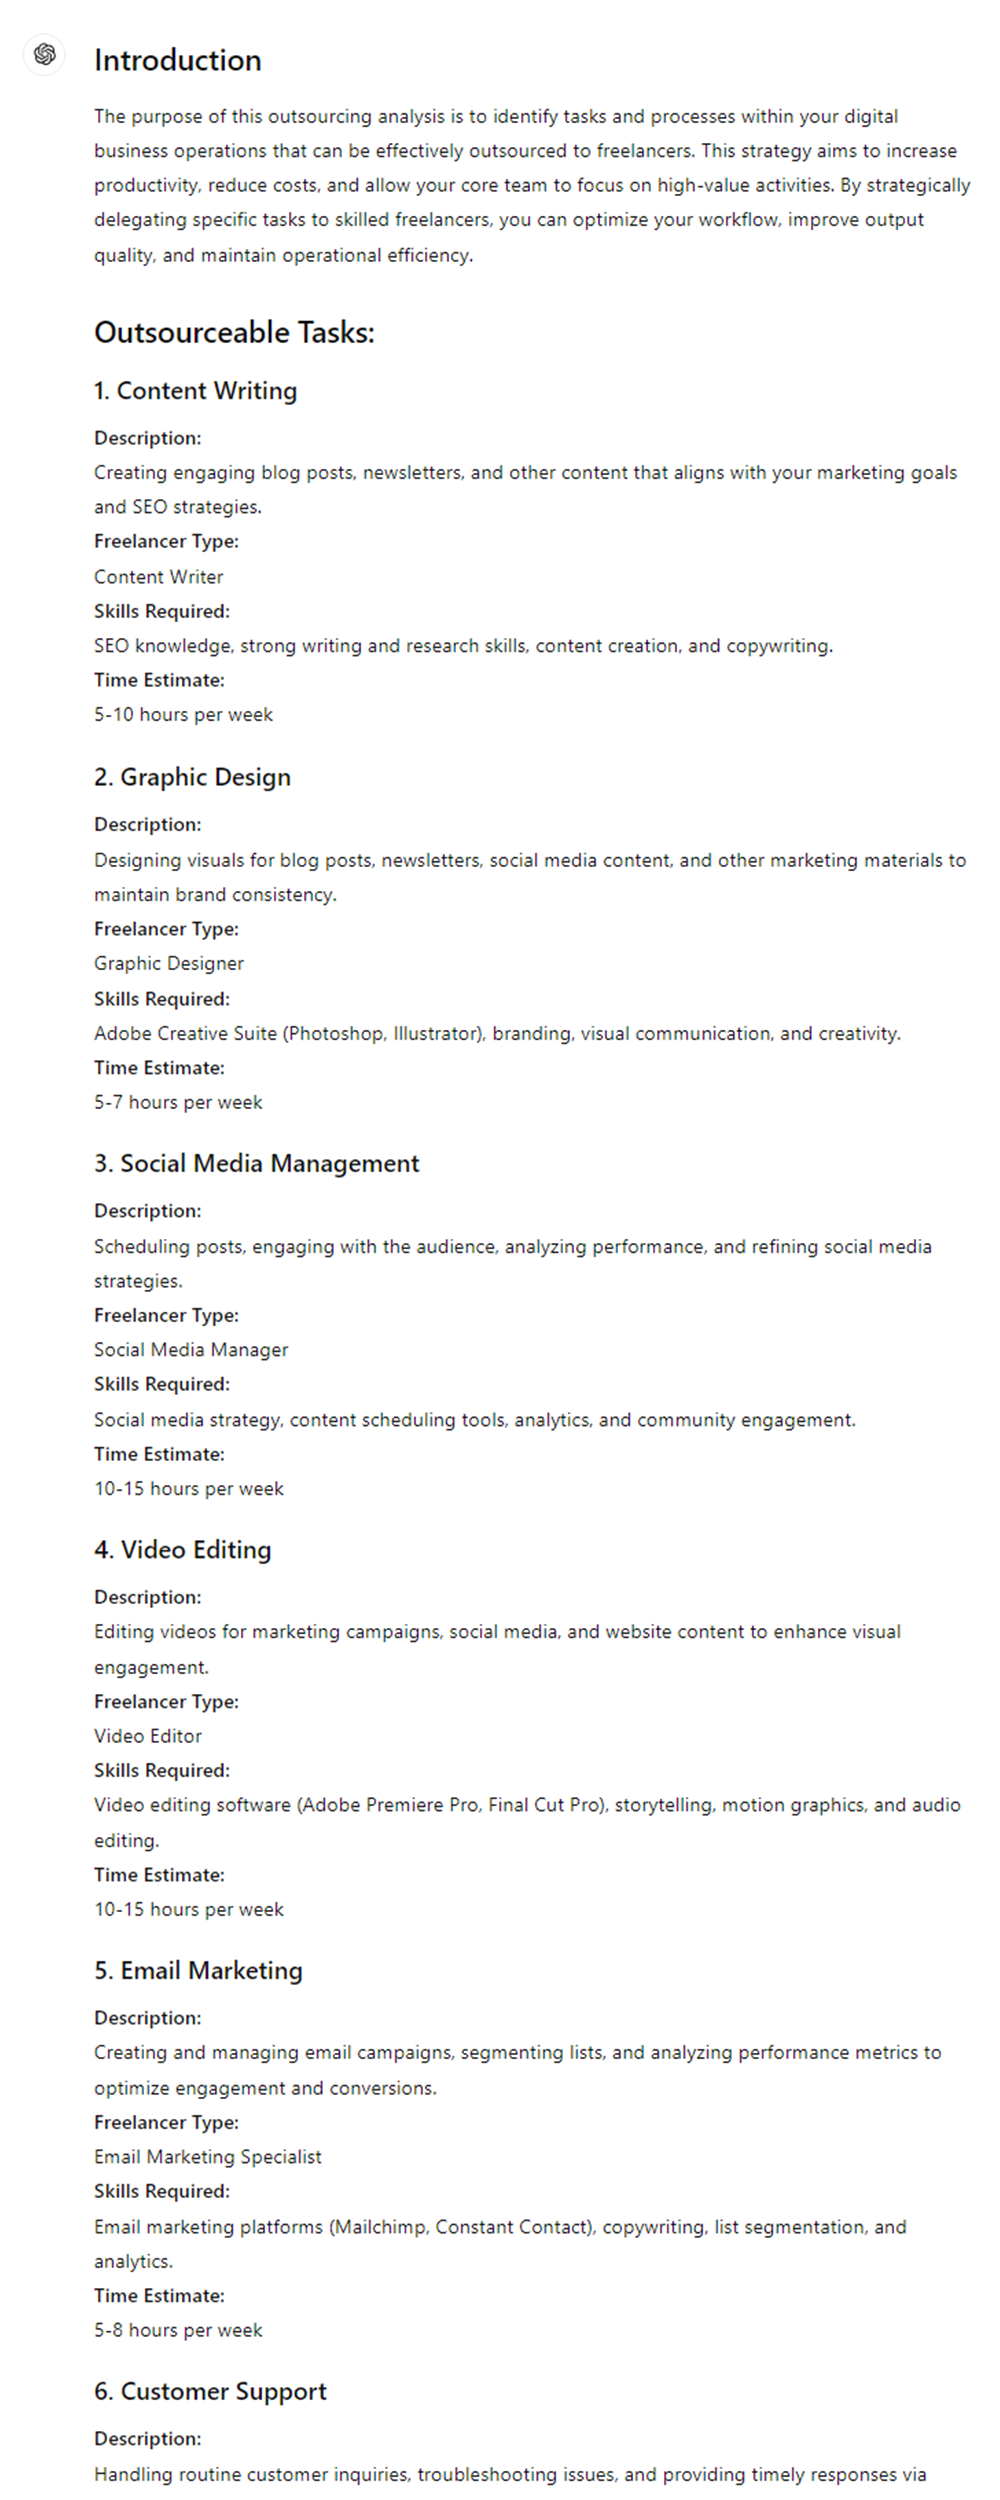 Introduction
The purpose of this outsourcing analysis is to identify tasks and processes within your digital
business operations that can be effectively outsourced to freelancers. This strategy aims to increase
productivity, reduce costs, and allow your core team to focus on high-value activities. By strategically
delegating specific tasks to skilled freelancers, you can optimize your workflow, improve output
quality, and maintain operational efficiency.
Outsourceable Tasks:
1. Content Writing
Description:
Creating engaging blog posts, newsletters, and other content that aligns with your marketing goals
and SEO strategies.
Freelancer Type:
Content Writer
Skills Required:
SEO knowledge, strong writing and research skills, content creation, and copywriting.
Time Estimate:
5-10 hours per week
2. Graphic Design
Description:
Designing visuals for blog posts, newsletters, social media content, and other marketing materials to
maintain brand consistency.
Freelancer Type:
Graphic Designer
Skills Required:
Adobe Creative Suite (Photoshop, Illustrator), branding, visual communication, and creativity.
Time Estimate:
5-7 hours per week
3. Social Media Management
Description:
Scheduling posts, engaging with the audience, analyzing performance, and refining social media
strategies.
Freelancer Type:
Social Media Manager
Skills Required:
Social media strategy, content scheduling tools, analytics, and community engagement.
Time Estimate:
10-15 hours per week
4. Video Editing
Description:
Editing videos for marketing campaigns, social media, and website content to enhance visual
engagement.
Freelancer Type:
Video Editor
Skills Required:
Video editing software (Adobe Premiere Pro, Final Cut Pro), storytelling, motion graphics, and audio
editing.
Time Estimate:
10-15 hours per week
5. Email Marketing
Description:
Creating and managing email campaigns, segmenting lists, and analyzing performance metrics to
optimize engagement and conversions.
Freelancer Type:
Email Marketing Specialist
Skills Required:
Email marketing platforms (Mailchimp, Constant Contact), copywriting, list segmentation, and
analytics.
Time Estimate:
5-8 hours per week
6. Customer Support
Description:
Handling routine customer inquiries, troubleshooting issues, and providing timely responses via